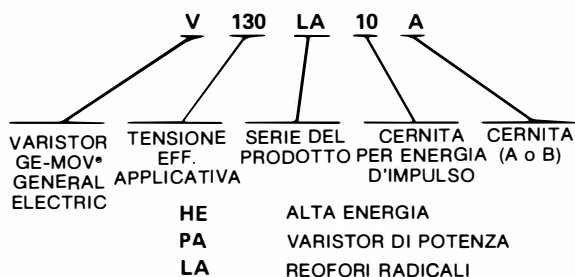 V 130 LA 10 A
VARISTOR
GE-MOV®
GENERAL
ELECTRIC
TENSIONE
EFF.
APPLICATIVA
SERIE DEL
PRODOTTO
CERNITA
PER ENERGIA
D'IMPULSO
CERNITA
(A o B)
HE ALTA ENERGIA
PA VARISTOR DI POTENZA
LA REOFORI RADICALI